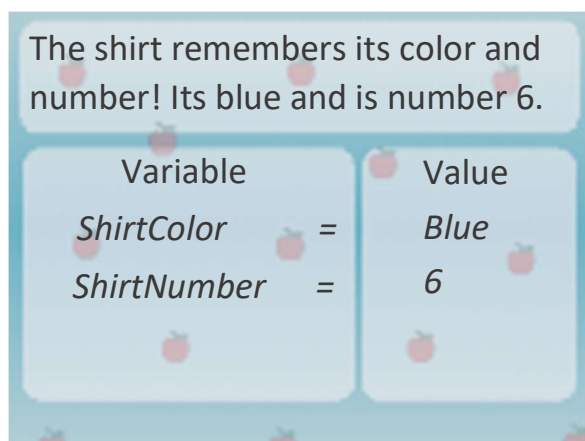 The shirt remembers its color and
number! Its blue and is number 6.
Variable Value
ShirtColor = Blue
ShirtNumber = 6